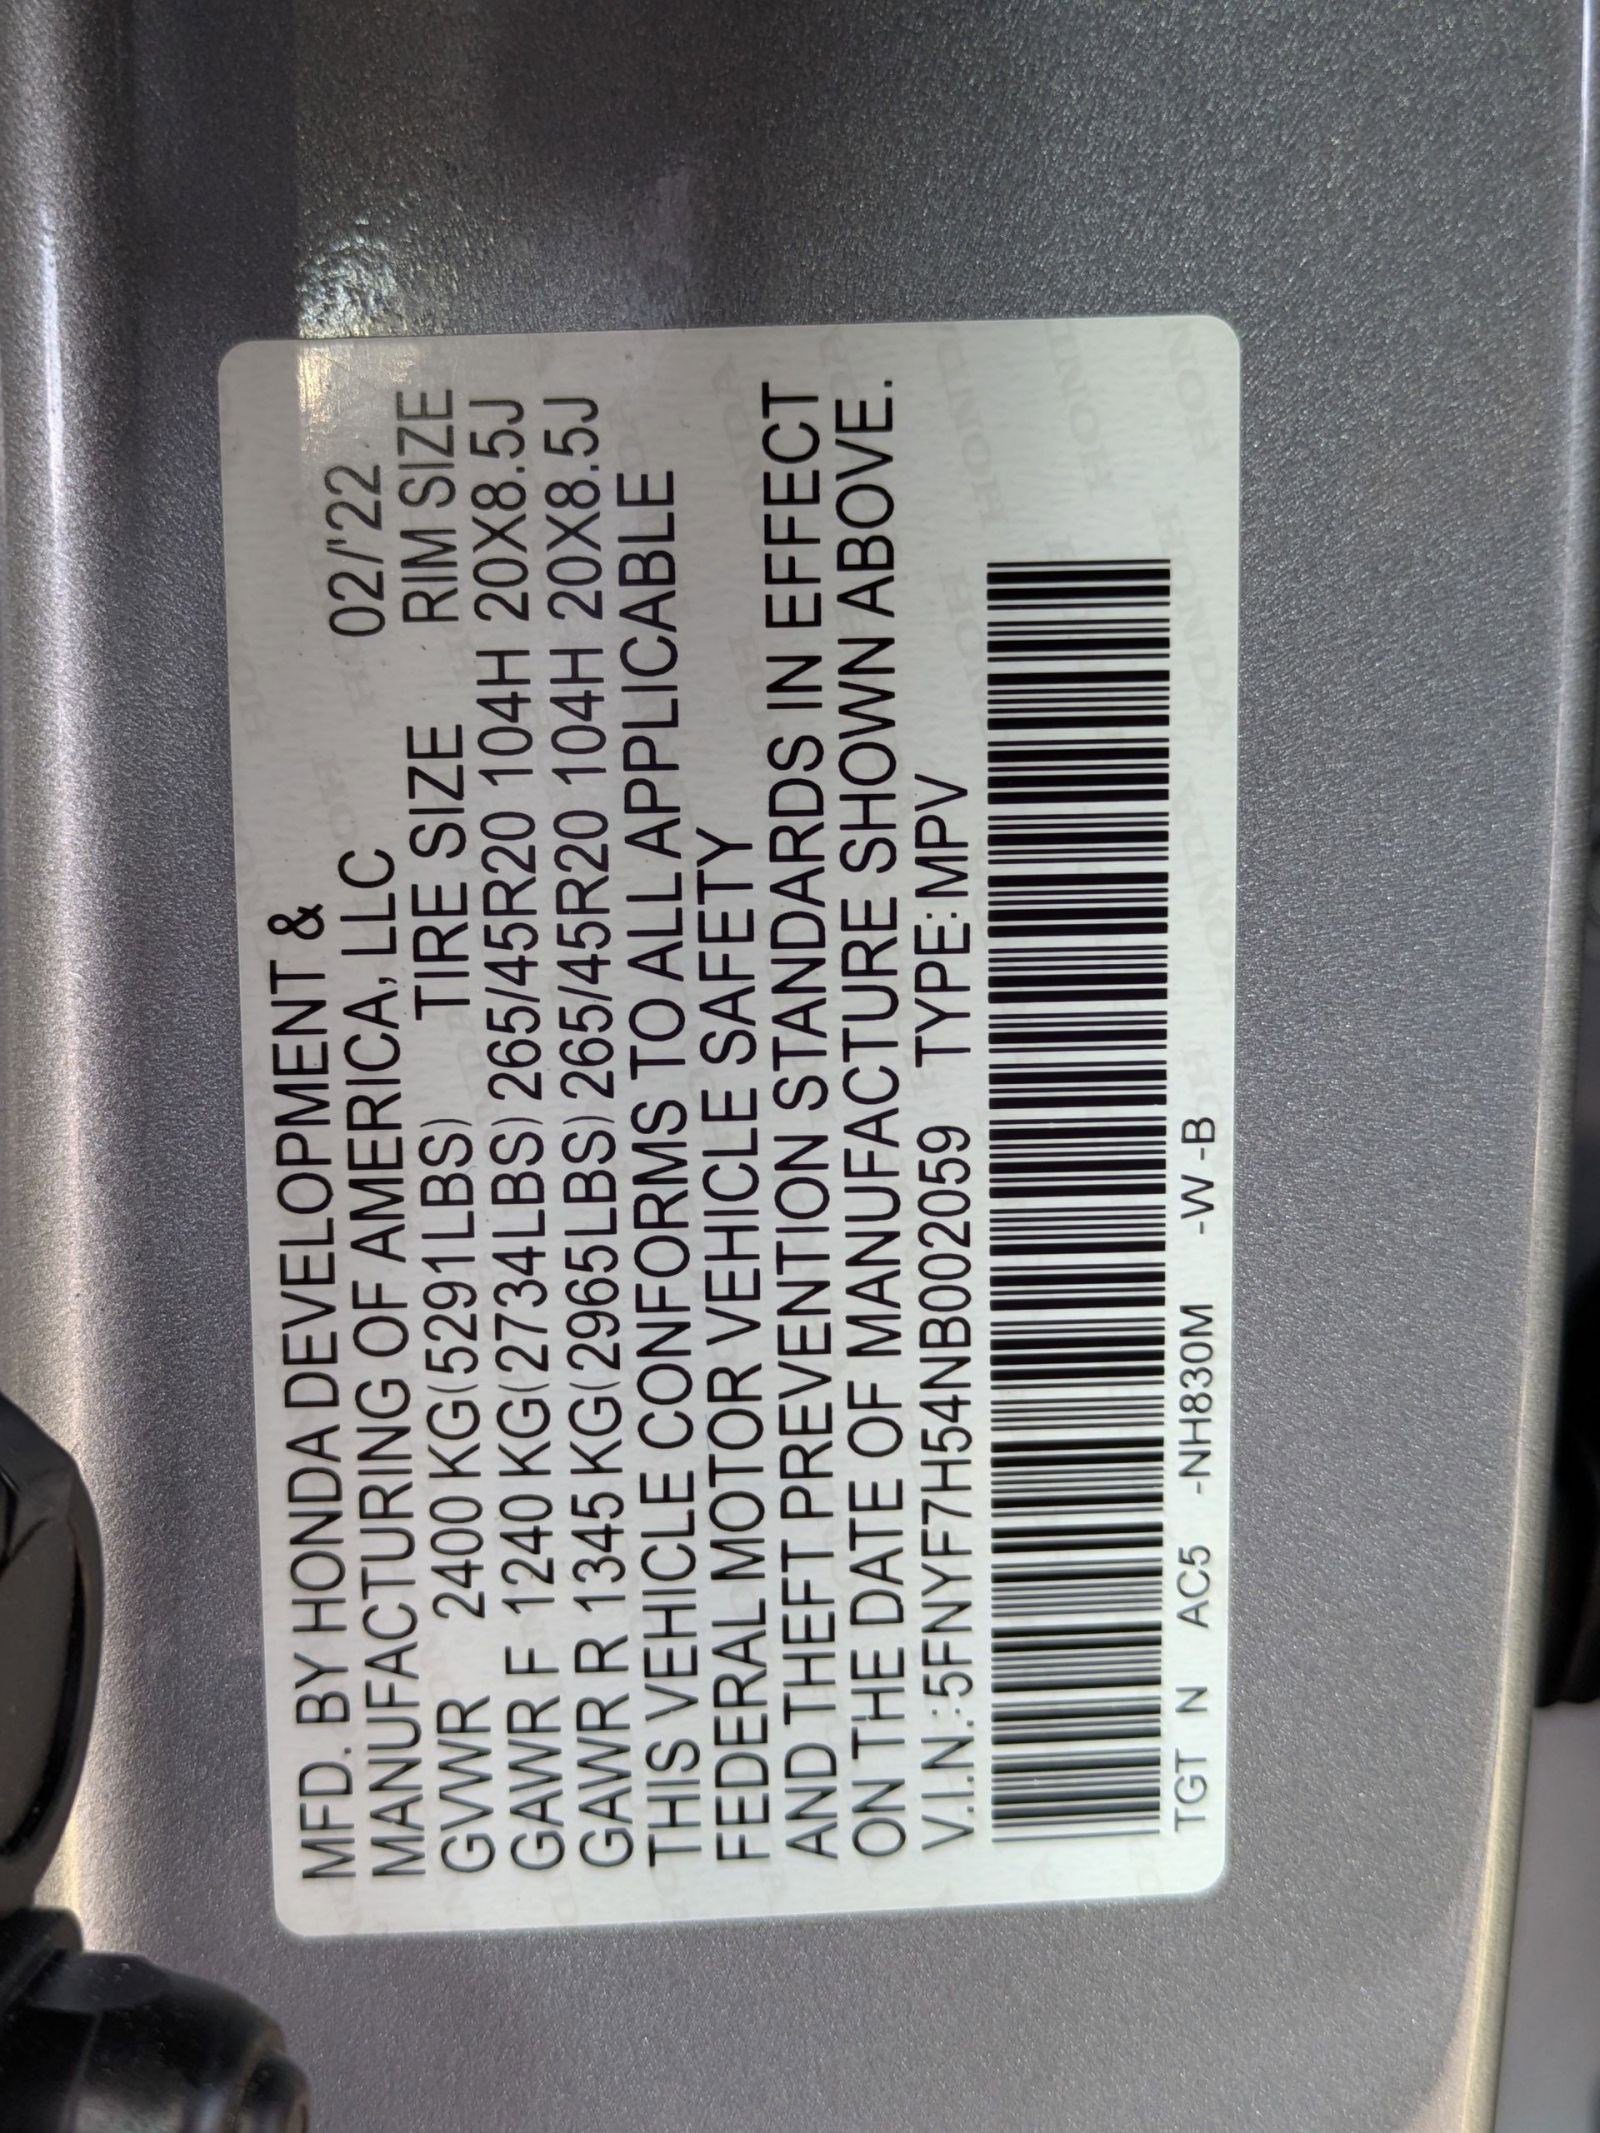 MFD. BY HONDA DEVELOPMENT &
MANUFACTURING OF AMERICA, LLC 02/'22
GVWR 2400 KG(5291LBS) TIRE SIZE RIM SIZE
GAWR F 1240 KG(2734LBS) 265/45R20 104H 20X8.5J
GAWR R 1345 KG(2965LBS) 265/45R20 104H 20X8.5J
THIS VEHICLE CONFORMS TO ALL APPLICABLE
FEDERAL MOTOR VEHICLE SAFETY
AND THEFT PREVENTION STANDARDS IN EFFECT
ON THE DATE OF MANUFACTURE SHOWN ABOVE.
V.I.N.:5FNYF7H54NB002059 TYPE:MPV
TGT N AC5 -NH830M -W -B